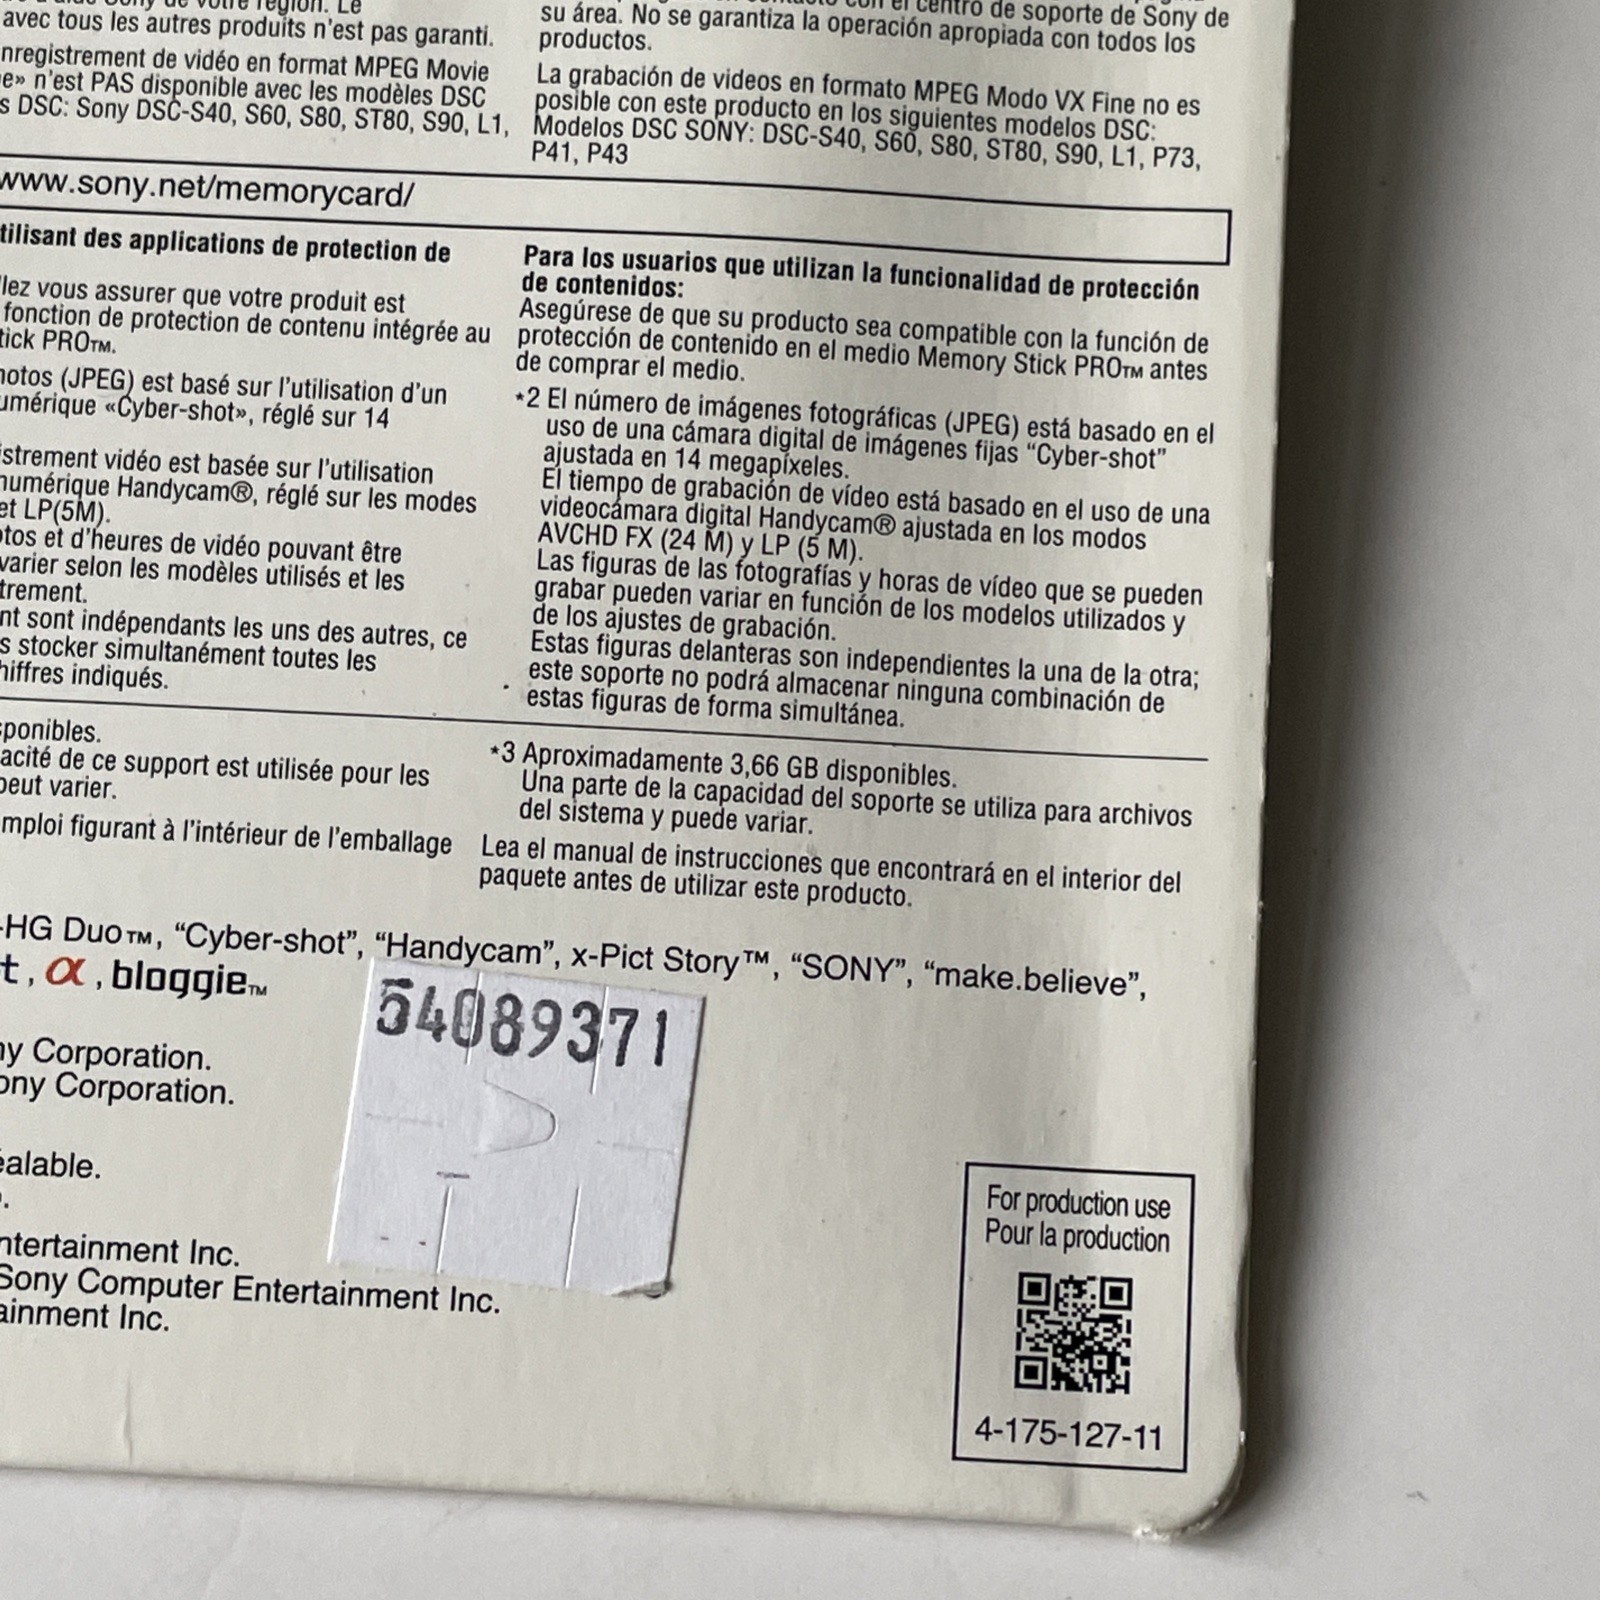 de votre région. Le
avec tous les autres produits n'est pas garanti.
nregistrement de vidéo en format MPEG Movie
e» n'est PAS disponible avec les modèles DSC
s DSC: Sony DSC-S40, S60, S80, ST80, S90, L1,
el centro de soporte de Sony de
su área. No se garantiza la operación apropiada con todos los
productos.
La grabación de videos en formato MPEG Modo VX Fine no es
posible con este producto en los siguientes modelos DSC:
Modelos DSC SONY: DSC-S40, S60, S80, ST80, S90, L1, P73,
P41, P43
www.sony.net/memorycard/
tilisant des applications de protection de
llez vous assurer que votre produit est
fonction de protection de contenu intégrée au
tick PRO™.
hotos (JPEG) est basé sur l'utilisation d'un
umérique «Cyber-shot», réglé sur 14
istrement vidéo est basée sur l'utilisation
numérique Handycam®, réglé sur les modes
et LP(5M).
otos et d'heures de vidéo pouvant être
varier selon les modèles utilisés et les
trement.
nt sont indépendants les uns des autres, ce
s stocker simultanément toutes les
hiffres indiqués.
Para los usuarios que utilizan la funcionalidad de protección
de contenidos:
Asegúrese de que su producto sea compatible con la función de
protección de contenido en el medio Memory Stick PRO™ antes
de comprar el medio.
*2 El número de imágenes fotográficas (JPEG) está basado en el
uso de una cámara digital de imágenes fijas “Cyber-shot”
ajustada en 14 megapíxeles.
El tiempo de grabación de vídeo está basado en el uso de una
videocámara digital Handycam® ajustada en los modos
AVCHD FX (24 M) y LP (5 M).
Las figuras de las fotografías y horas de vídeo que se pueden
grabar pueden variar en función de los modelos utilizados y
de los ajustes de grabación.
Estas figuras delanteras son independientes la una de la otra;
este soporte no podrá almacenar ninguna combinación de
estas figuras de forma simultánea.
sponibles.
acité de ce support est utilisée pour les
peut varier.
mploi figurant à l'intérieur de l'emballage
*3 Aproximadamente 3,66 GB disponibles.
Una parte de la capacidad del soporte se utiliza para archivos
del sistema y puede variar.
Lea el manual de instrucciones que encontrará en el interior del
paquete antes de utilizar este producto.
-HG Duo™, “Cyber-shot”, “Handycam”, x-Pict Story™, “SONY”, “make.believe”,
t, α, bloggie™
54089371
ny Corporation.
ony Corporation.
éalable.
ntertainment Inc.
Sony Computer Entertainment Inc.
ainment Inc.
For production use
Pour la production
4-175-127-11